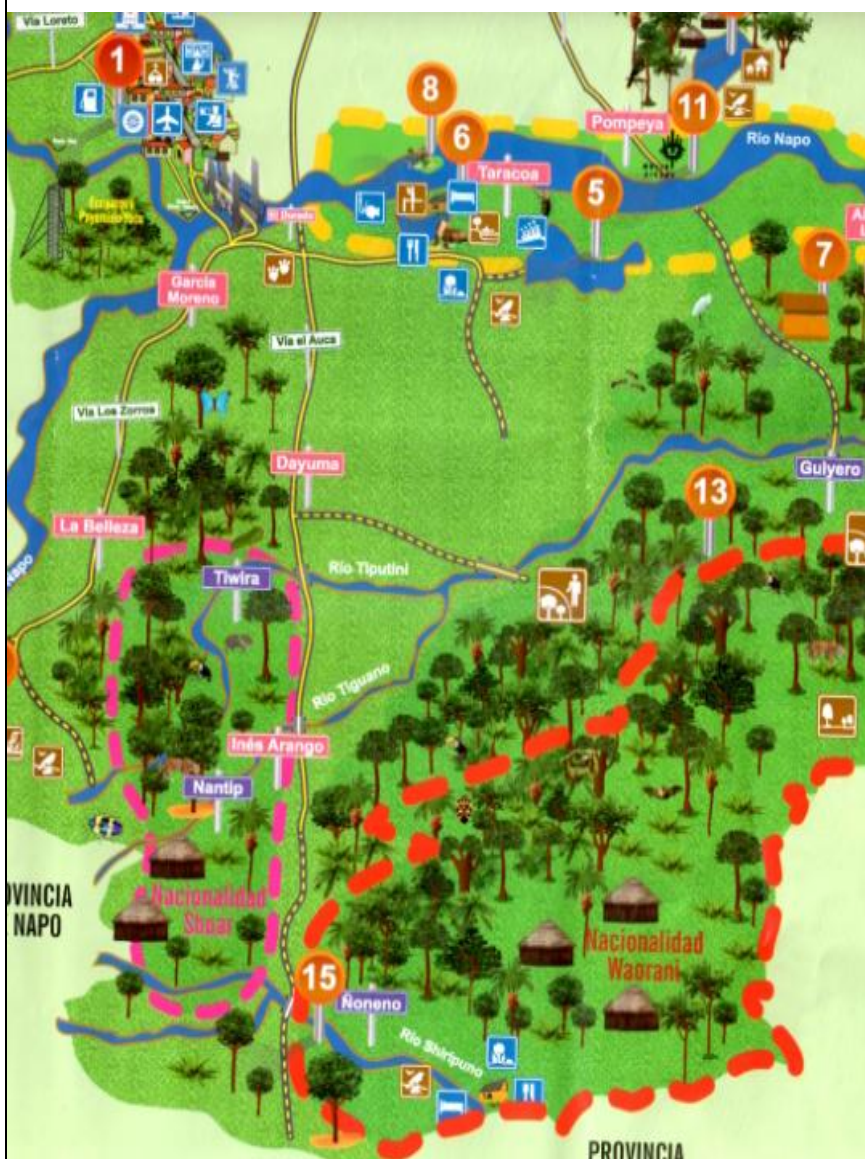 Vía Loreto
1
8
6
11
Pompeya
Río Napo
Taracoa
5
El Dorado
7
García
Moreno
Vía el Auca
Vía Los Zorros
Dayuma
Gulyero
13
La Belleza
Tiwira
Río Tiputini
Napo
Río Tiguano
Inés Arango
Nantip
OVINCIA
NAPO
Nacionalidad
Shuar
Nacionalidad
Waorani
15
Ñoneno
Río Shiripuno
PROVINCIA